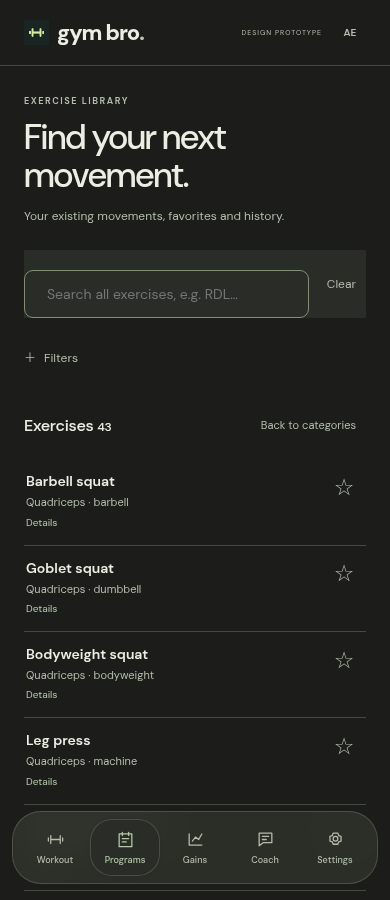 gym bro.
DESIGN PROTOTYPE
AE
EXERCISE LIBRARY
Find your next
movement.
Your existing movements, favorites and history.
Search all exercises, e.g. RDL...
Clear
+ Filters
Exercises 43
Back to categories
Barbell squat
Quadriceps · barbell
Details
Goblet squat
Quadriceps · dumbbell
Details
Bodyweight squat
Quadriceps · bodyweight
Details
Leg press
Quadriceps · machine
Details
Workout
Programs
Gains
Coach
Settings